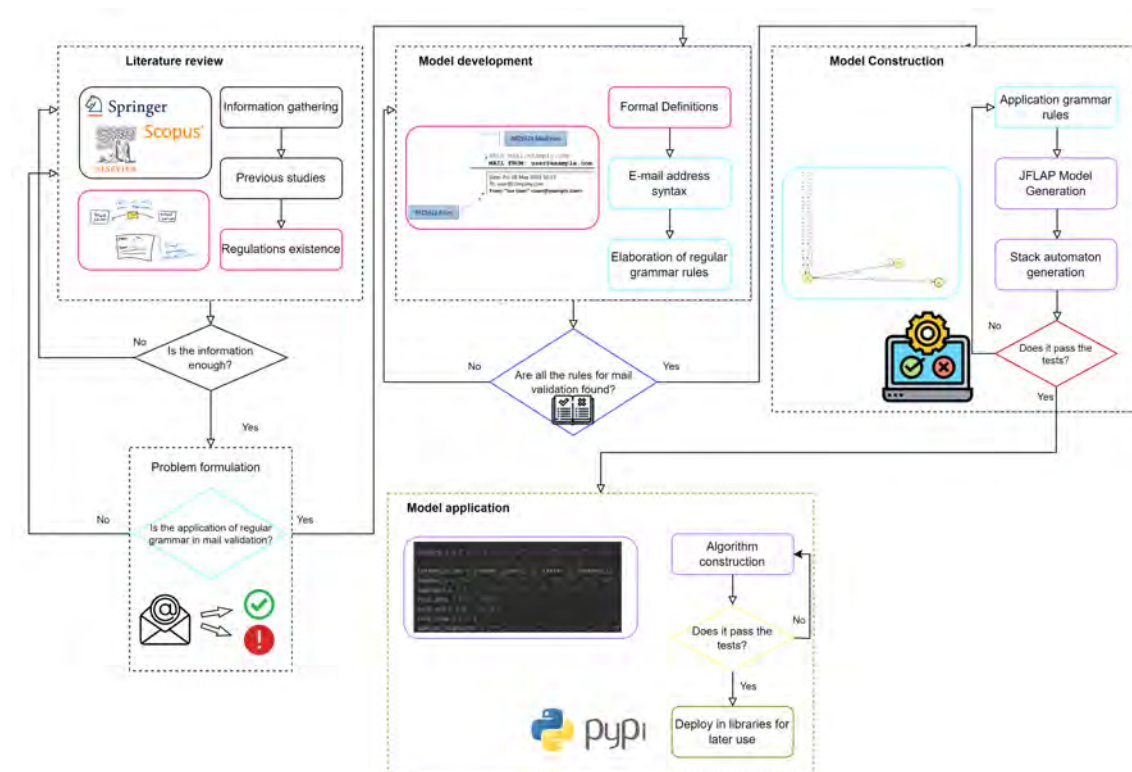 Literature review
Springer
Scopus
ELSEVIER
Information gathering
Previous studies
Regulations existence
No
Is the information
enough?
Yes
Problem formulation
No
Is the application of regular
grammar in mail validation?
Yes
Model development
MAIL FROM: user@example.com
Formal Definitions
E-mail address
syntax
Elaboration of regular
grammar rules
No
Are all the rules for mail
validation found?
Yes
Model Construction
Application grammar
rules
JFLAP Model
Generation
Stack automaton
generation
No
Does it pass the
tests?
Yes
Model application
Algorithm
construction
Does it pass the
tests?
No
Yes
Deploy in libraries for
later use
pypi